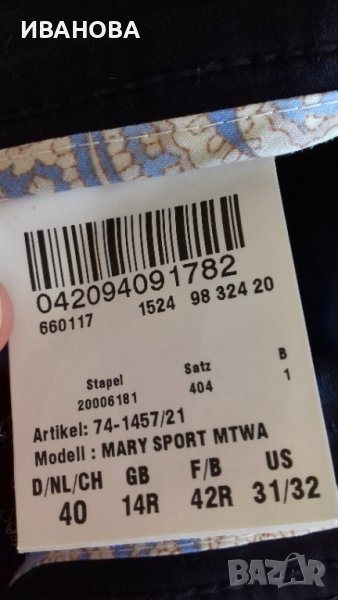 ИВАНОВА
042094091782
660117 1524 98 324 20
Stapel Satz B
20006181 404 1
Artikel: 74-1457/21
Modell : MARY SPORT MTWA
D/NL/CH GB F/B US
40 14R 42R 31/32
BAZAR